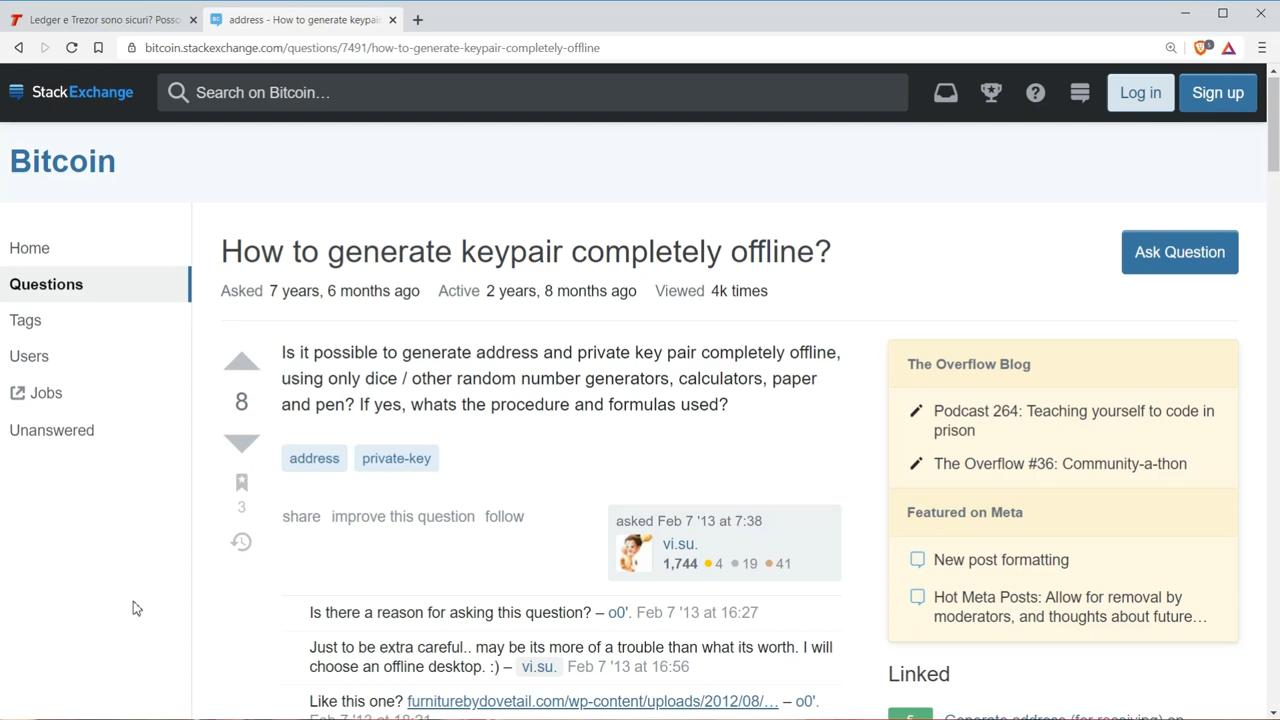 Ledger e Trezor sono sicuri? Posso
address - How to generate keypair
bitcoin.stackexchange.com/questions/7491/how-to-generate-keypair-completely-offline
5
StackExchange
Search on Bitcoin…
Log in
Sign up
Bitcoin
Home
Questions
Tags
Users
Jobs
Unanswered
How to generate keypair completely offline?
Ask Question
Asked 7 years, 6 months ago Active 2 years, 8 months ago Viewed 4k times
8
3
Is it possible to generate address and private key pair completely offline,
using only dice / other random number generators, calculators, paper
and pen? If yes, whats the procedure and formulas used?
address private-key
share improve this question follow
asked Feb 7 '13 at 7:38
vi.su.
1,744 4 19 41
Is there a reason for asking this question? – o0'. Feb 7 '13 at 16:27
Just to be extra careful.. may be its more of a trouble than what its worth. I will
choose an offline desktop. :) – vi.su. Feb 7 '13 at 16:56
Like this one? furniturebydovetail.com/wp-content/uploads/2012/08/… – o0'.
The Overflow Blog
Podcast 264: Teaching yourself to code in
prison
The Overflow #36: Community-a-thon
Featured on Meta
New post formatting
Hot Meta Posts: Allow for removal by
moderators, and thoughts about future…
Linked